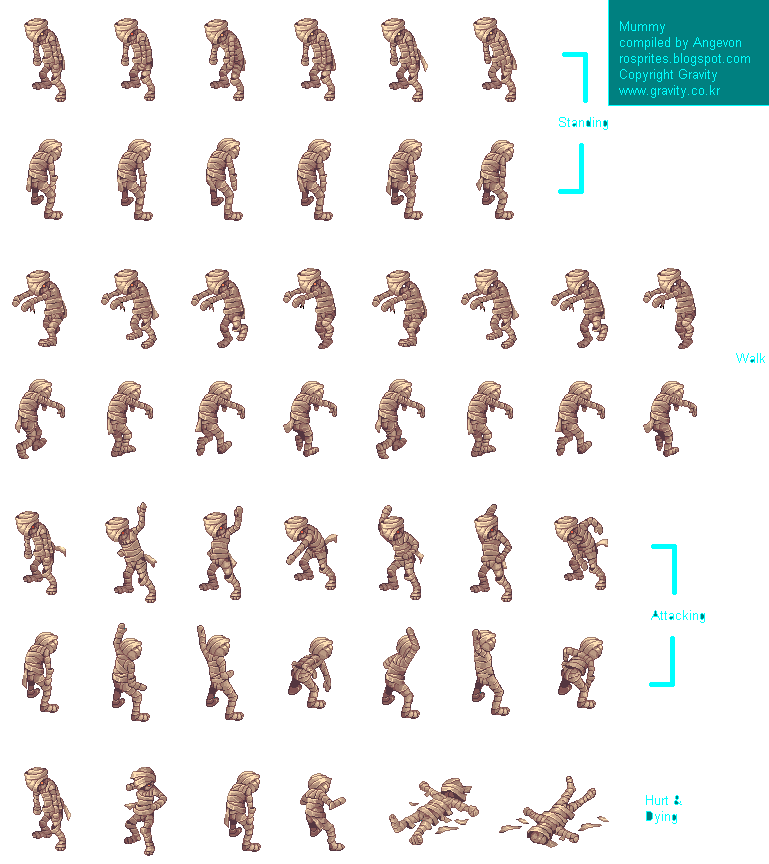 Mummy
compiled by Angevon
rosprites.blogspot.com
Copyright Gravity
www.gravity.co.kr
Standing
Walk
Attacking
Hurt &
Dying